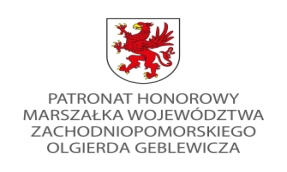 PATRONAT HONOROWY
MARSZAŁKA WOJEWÓDZTWA
ZACHODNIOPOMORSKIEGO
OLGIERDA GEBLEWICZA